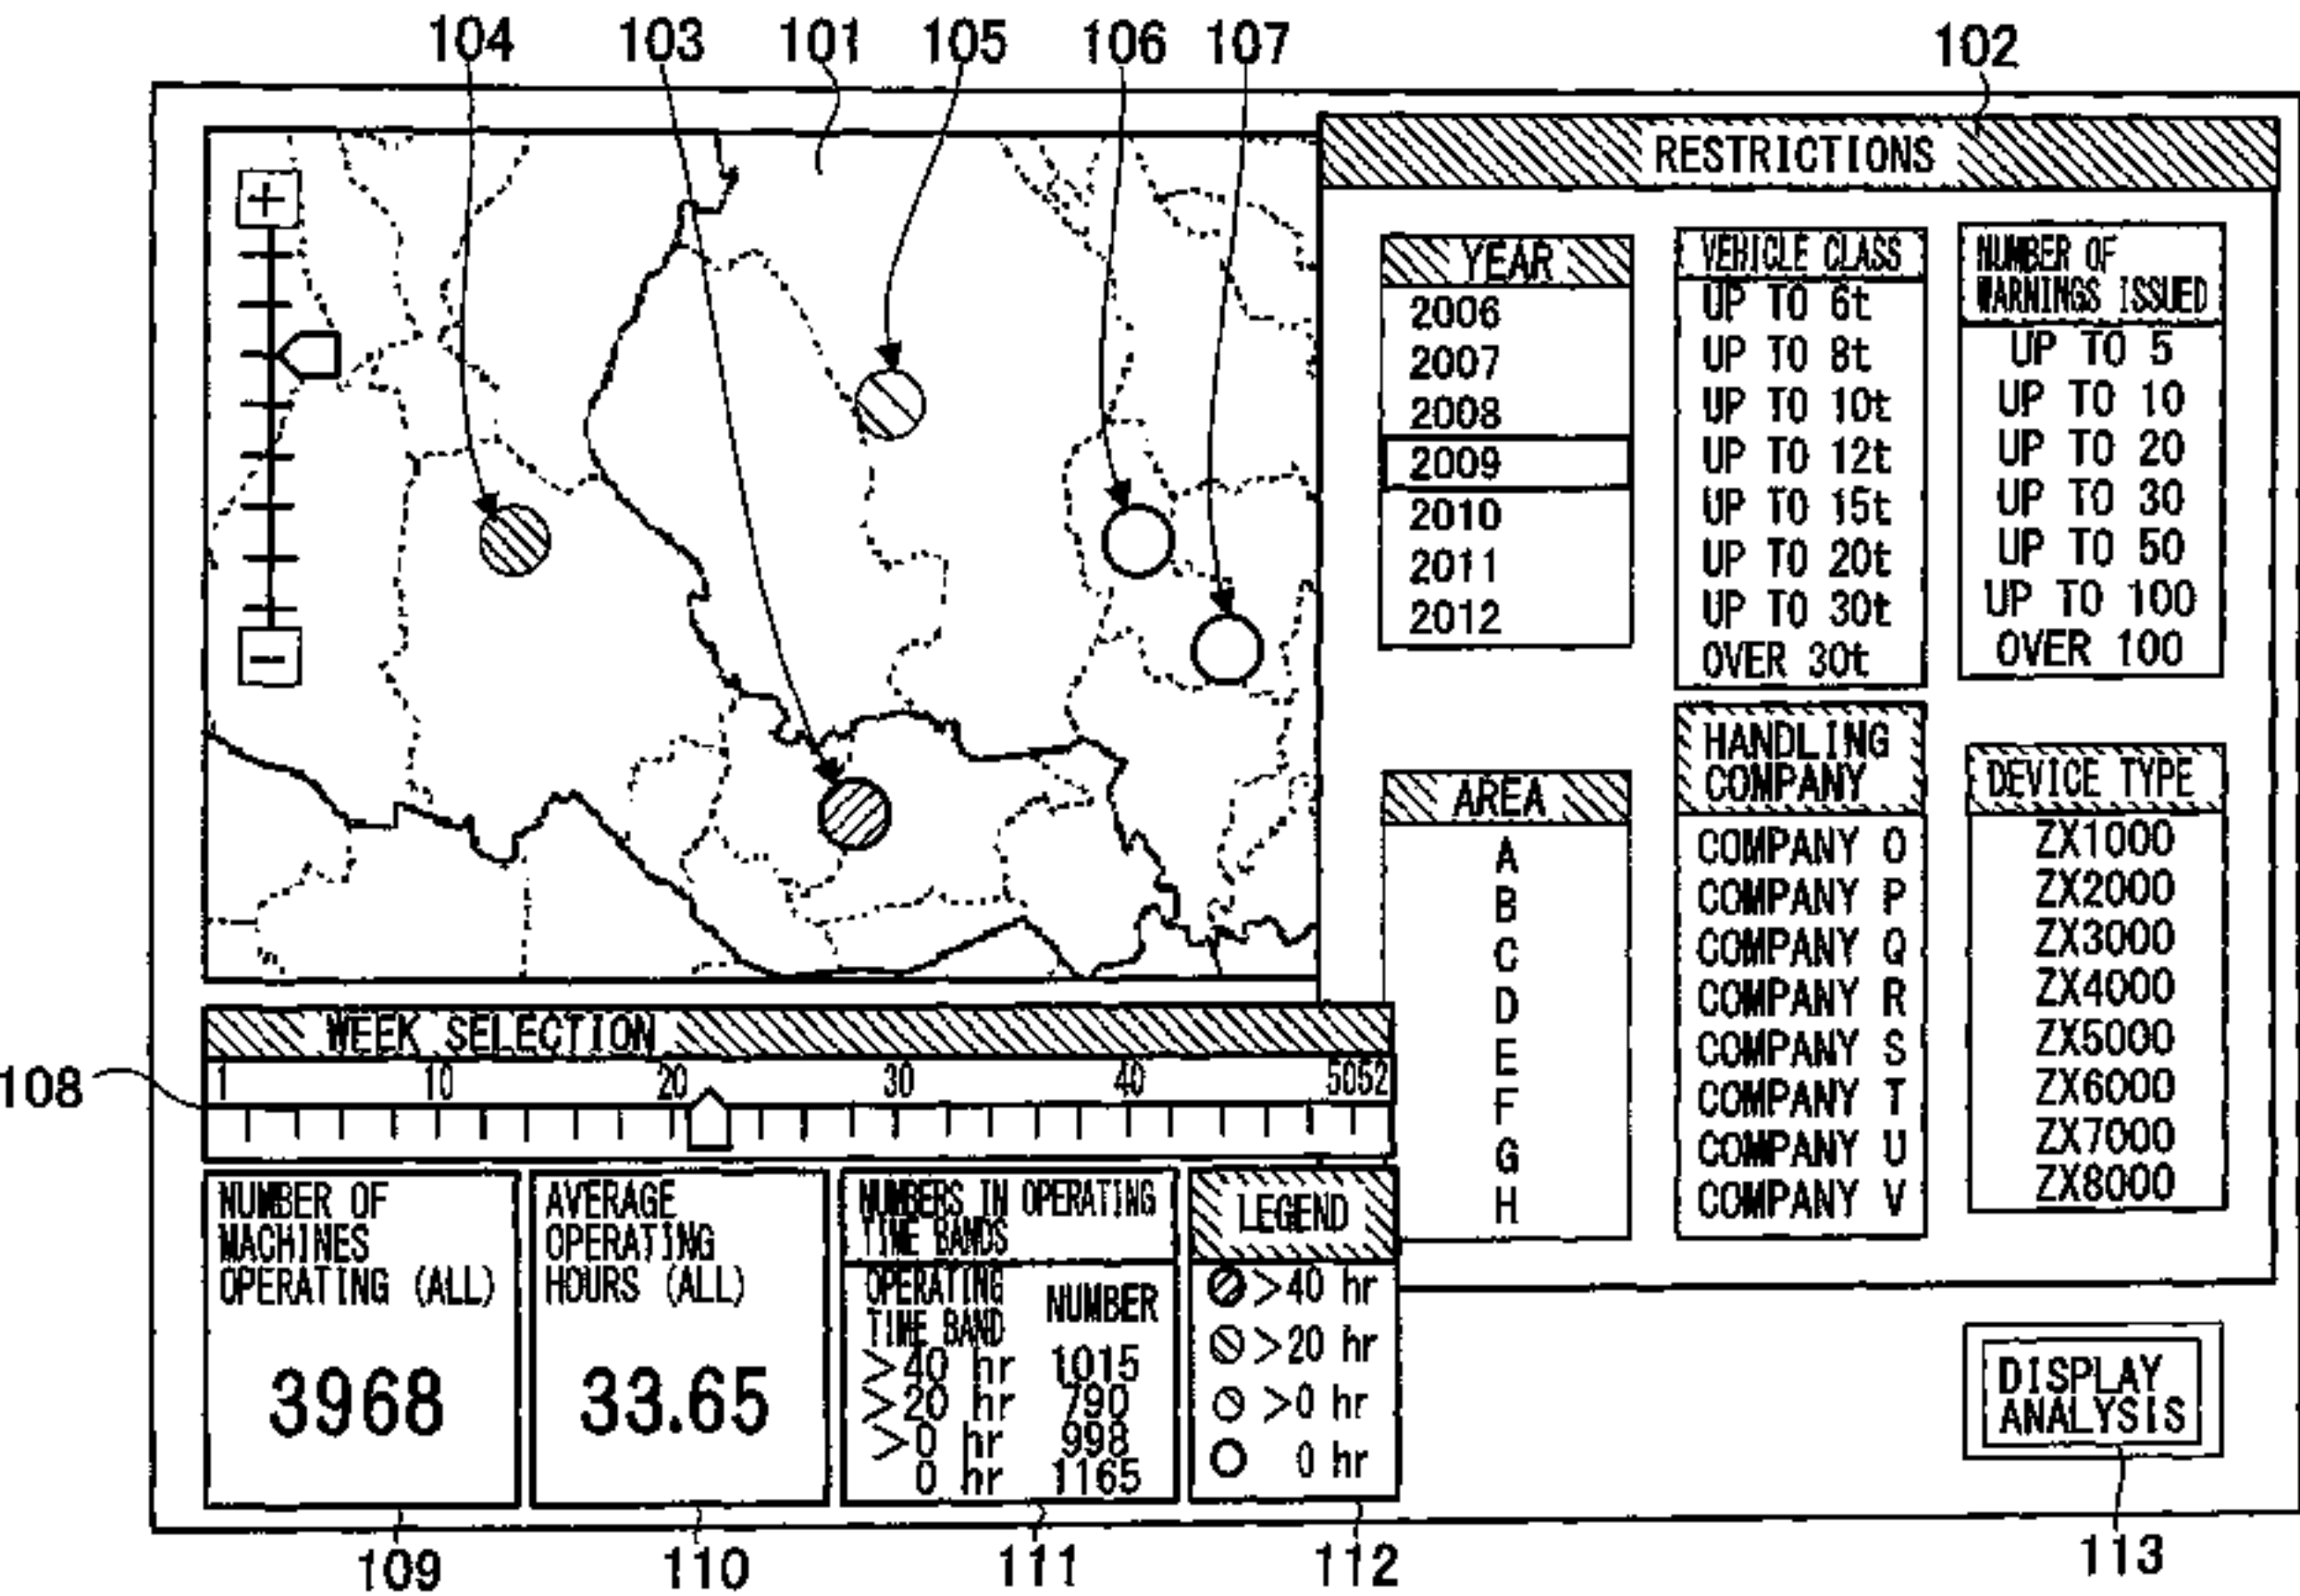 104 103 101 105 106 107 102
+
−
RESTRICTIONS
YEAR
2006
2007
2008
2009
2010
2011
2012
VEHICLE CLASS
UP TO 6t
UP TO 8t
UP TO 10t
UP TO 12t
UP TO 15t
UP TO 20t
UP TO 30t
OVER 30t
NUMBER OF
WARNINGS ISSUED
UP TO 5
UP TO 10
UP TO 20
UP TO 30
UP TO 50
UP TO 100
OVER 100
AREA
A
B
C
D
E
F
G
H
HANDLING
COMPANY
COMPANY O
COMPANY P
COMPANY Q
COMPANY R
COMPANY S
COMPANY T
COMPANY U
COMPANY V
DEVICE TYPE
ZX1000
ZX2000
ZX3000
ZX4000
ZX5000
ZX6000
ZX7000
ZX8000
WEEK SELECTION
1 10 20 30 40 5052
108
NUMBER OF
MACHINES
OPERATING (ALL)
3968
AVERAGE
OPERATING
HOURS (ALL)
33.65
NUMBERS IN OPERATING
TIME BANDS
OPERATING
TIME BAND
NUMBER
>40 hr 1015
>20 hr 790
>0 hr 998
0 hr 1165
LEGEND
>40 hr
>20 hr
>0 hr
0 hr
DISPLAY
ANALYSIS
109 110 111 112 113